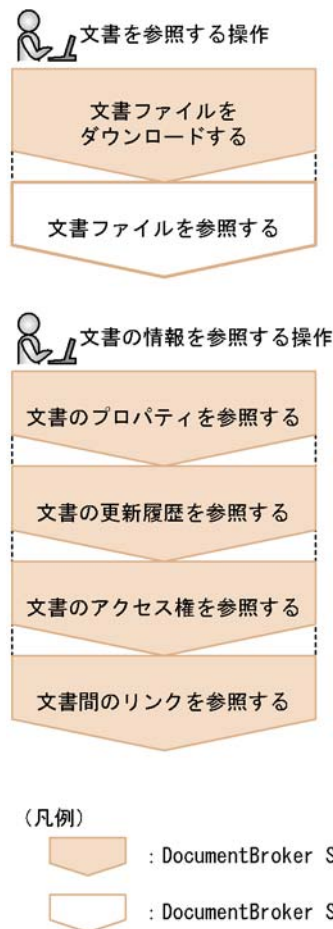 文書を参照する操作
文書ファイルを
ダウンロードする
文書ファイルを参照する
文書の情報を参照する操作
文書のプロパティを参照する
文書の更新履歴を参照する
文書のアクセス権を参照する
文書間のリンクを参照する
(凡例)
：DocumentBroker S
：DocumentBroker S